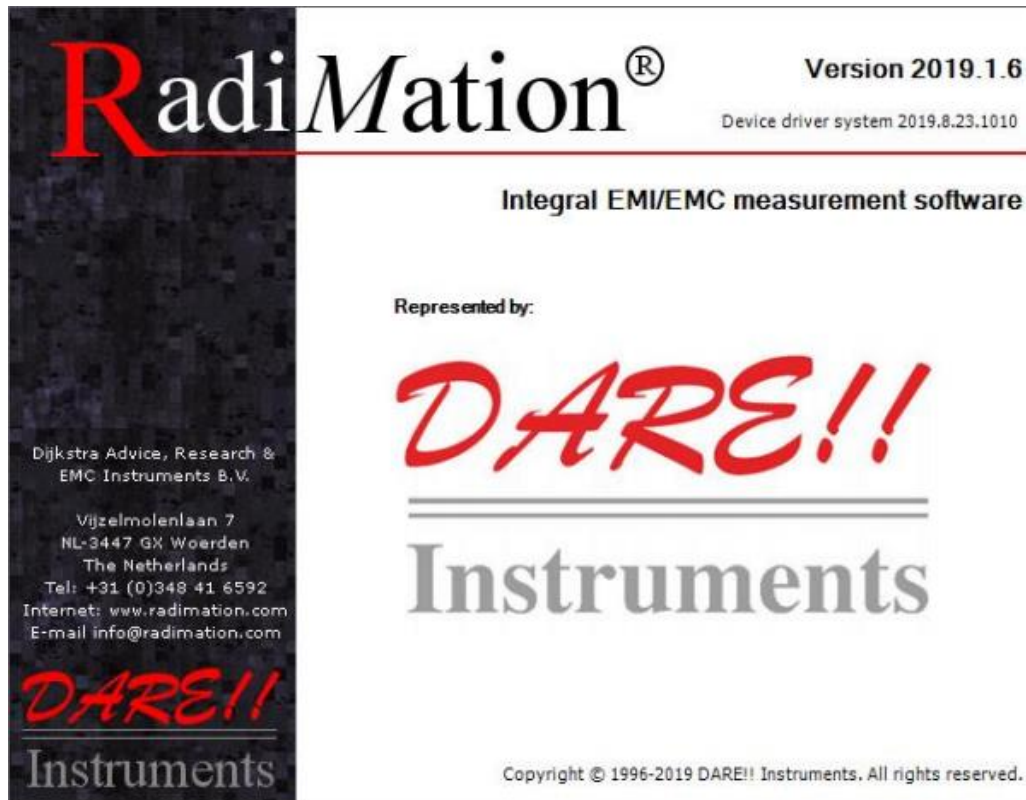 RadiMation®
Version 2019.1.6
Device driver system 2019.8.23.1010
Integral EMI/EMC measurement software
Represented by:
DARE!!
Instruments
Dijkstra Advice, Research &
EMC Instruments B.V.
Vijzelmolenlaan 7
NL-3447 GX Woerden
The Netherlands
Tel: +31 (0)348 41 6592
Internet: www.radimation.com
E-mail info@radimation.com
DARE!!
Instruments
Copyright © 1996-2019 DARE!! Instruments. All rights reserved.